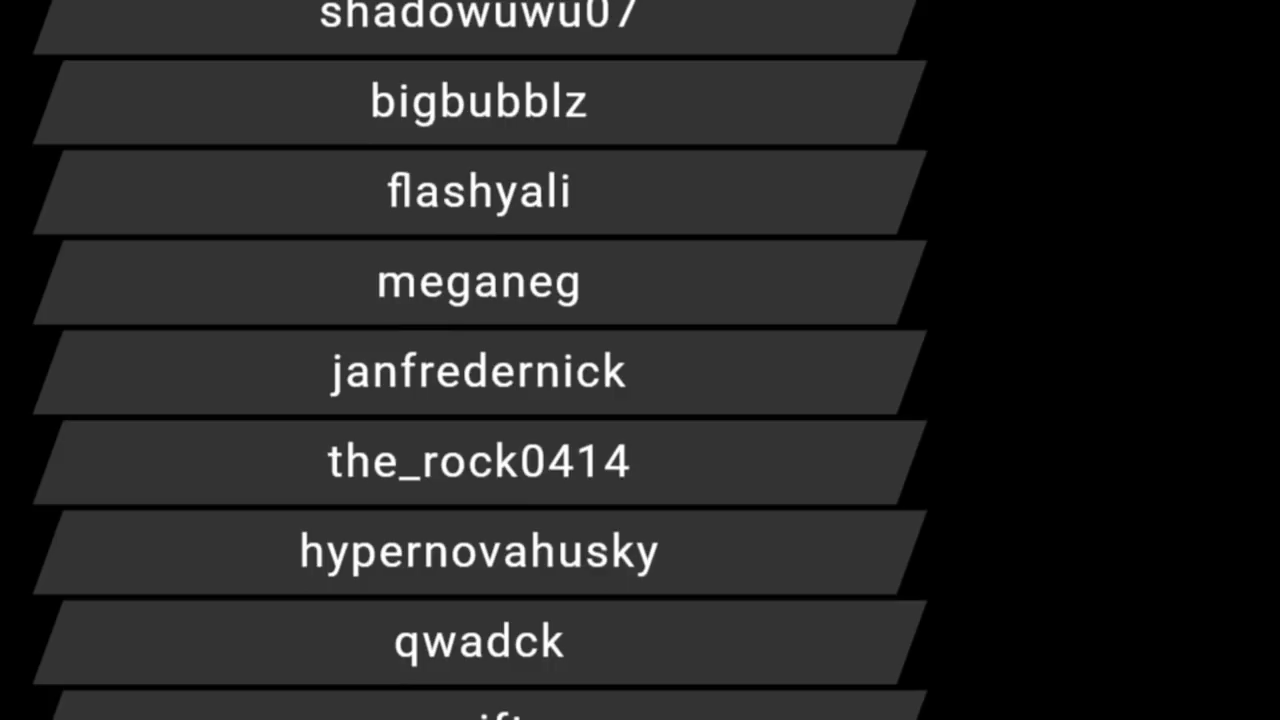 shadowuwu07
bigbubblz
flashyali
meganeg
janfredernick
the_rock0414
hypernovahusky
qwadck